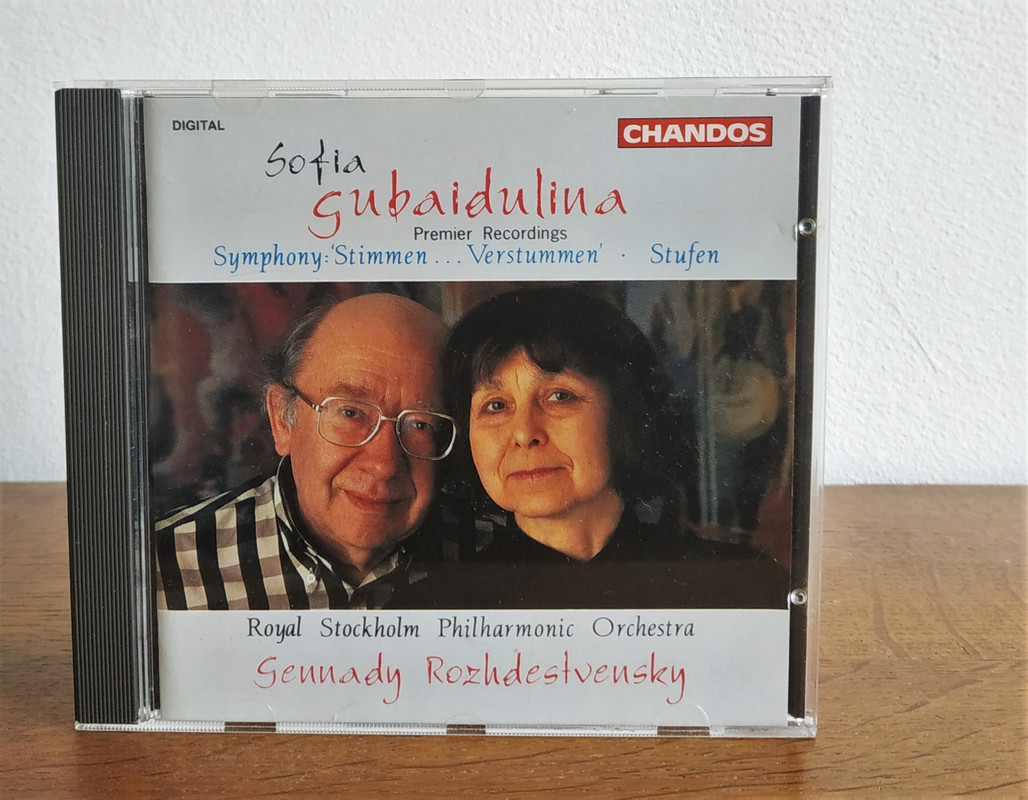 DIGITAL
CHANDOS
Sofia
gubaidulina
Premier Recordings
Symphony: 'Stimmen ... Verstummen' · Stufen
Royal Stockholm Philharmonic Orchestra
Gennady Rozhdestvensky